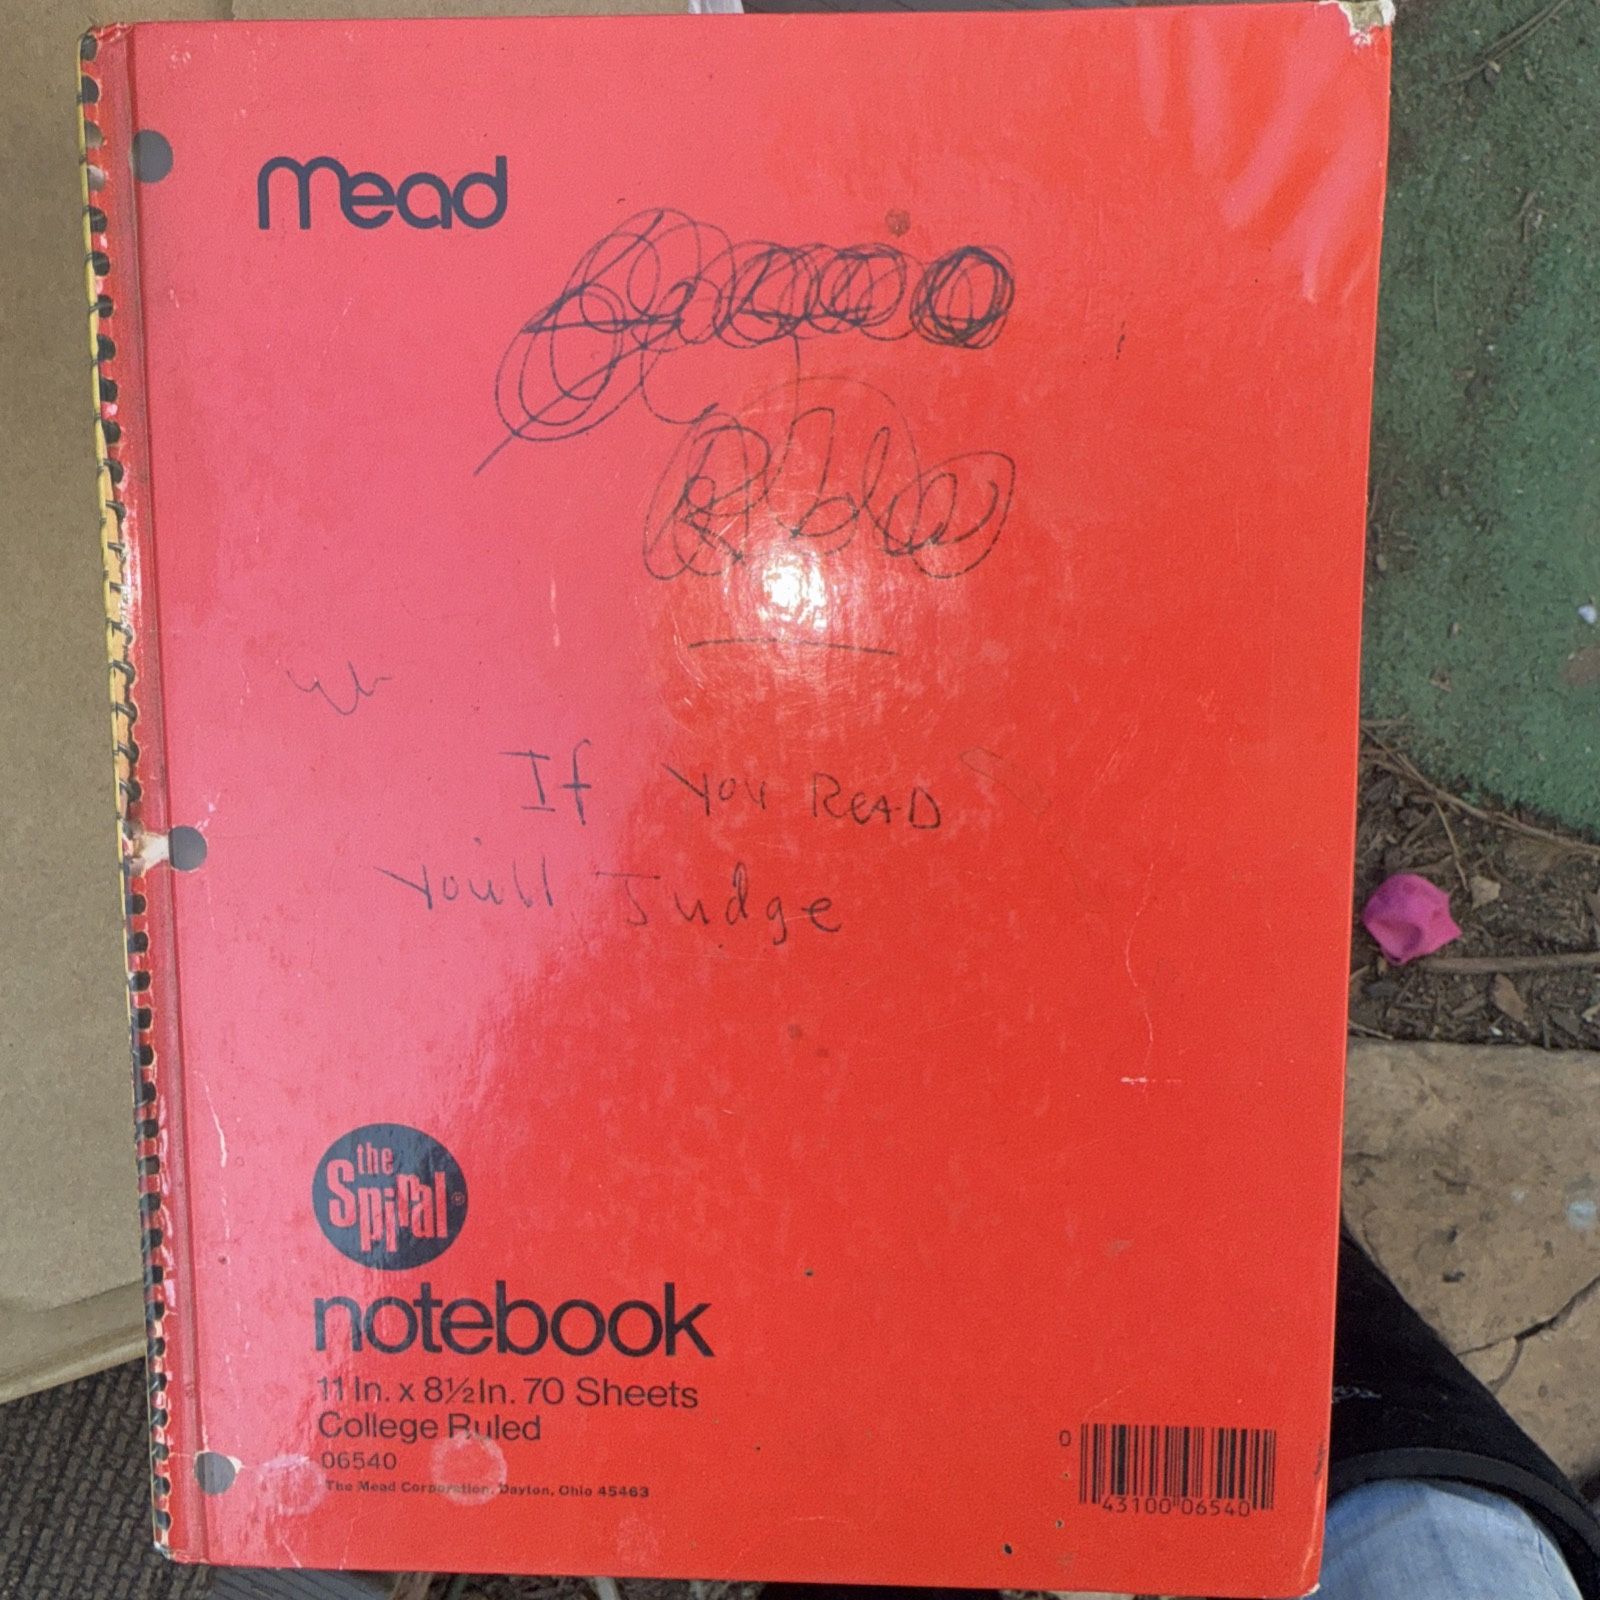 mead
If you READ
you'll Judge
the
Spiral®
notebook
11 In. x 8½ In. 70 Sheets
College Ruled
06540
The Mead Corporation, Dayton, Ohio 45463
0 43100 06540